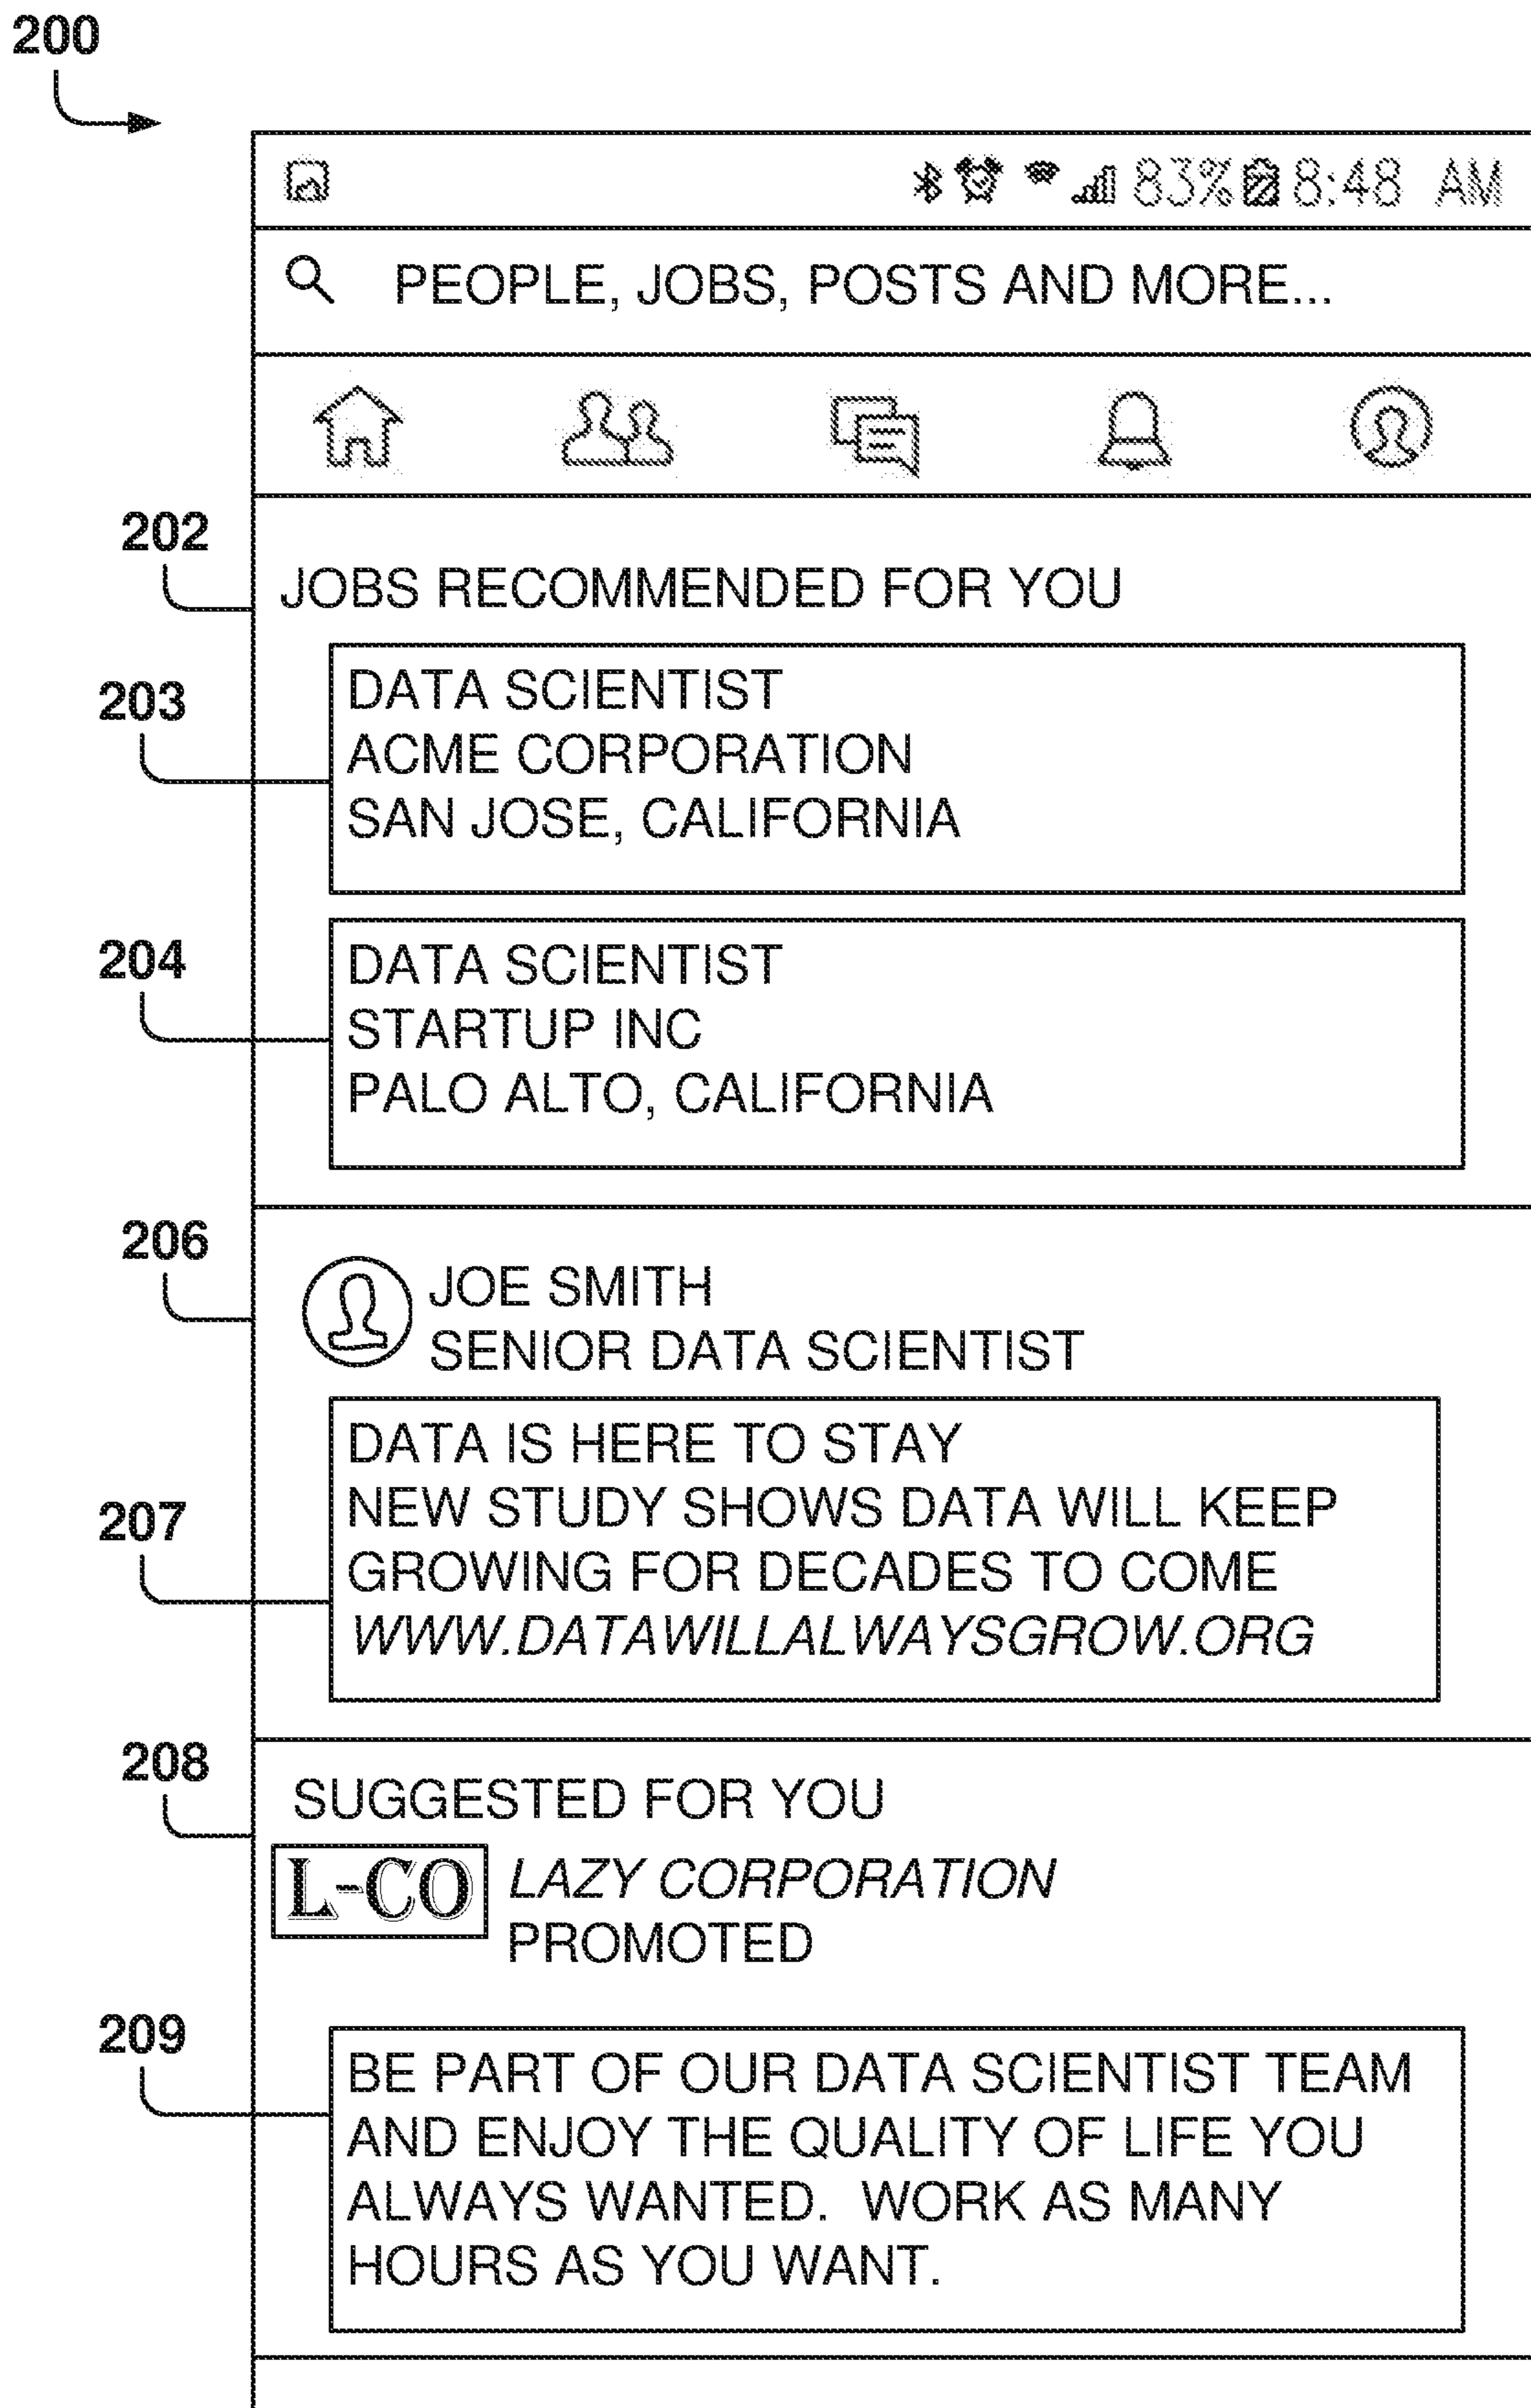 200
83% 8:48 AM
PEOPLE, JOBS, POSTS AND MORE...
202
JOBS RECOMMENDED FOR YOU
203
DATA SCIENTIST
ACME CORPORATION
SAN JOSE, CALIFORNIA
204
DATA SCIENTIST
STARTUP INC
PALO ALTO, CALIFORNIA
206
JOE SMITH
SENIOR DATA SCIENTIST
207
DATA IS HERE TO STAY
NEW STUDY SHOWS DATA WILL KEEP
GROWING FOR DECADES TO COME
WWW.DATAWILLALWAYSGROW.ORG
208
SUGGESTED FOR YOU
L-CO LAZY CORPORATION
PROMOTED
209
BE PART OF OUR DATA SCIENTIST TEAM
AND ENJOY THE QUALITY OF LIFE YOU
ALWAYS WANTED. WORK AS MANY
HOURS AS YOU WANT.